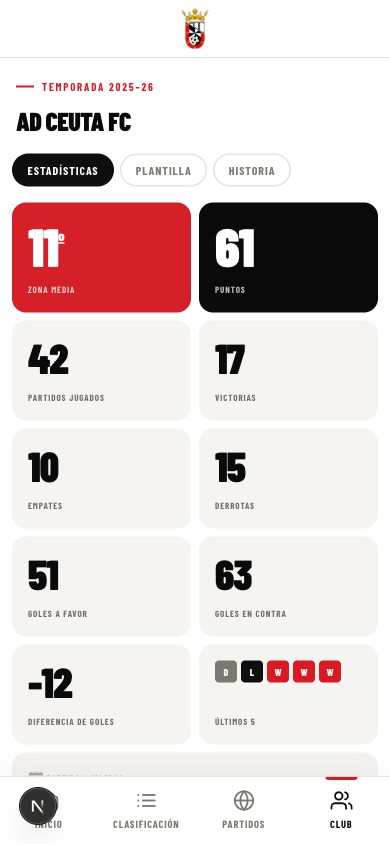 TEMPORADA 2025-26
AD CEUTA FC
ESTADÍSTICAS
PLANTILLA
HISTORIA
11º
ZONA MEDIA
61
PUNTOS
42
PARTIDOS JUGADOS
17
VICTORIAS
10
EMPATES
15
DERROTAS
51
GOLES A FAVOR
63
GOLES EN CONTRA
-12
DIFERENCIA DE GOLES
D L W W W
ÚLTIMOS 5
N
CLASIFICACIÓN
PARTIDOS
CLUB